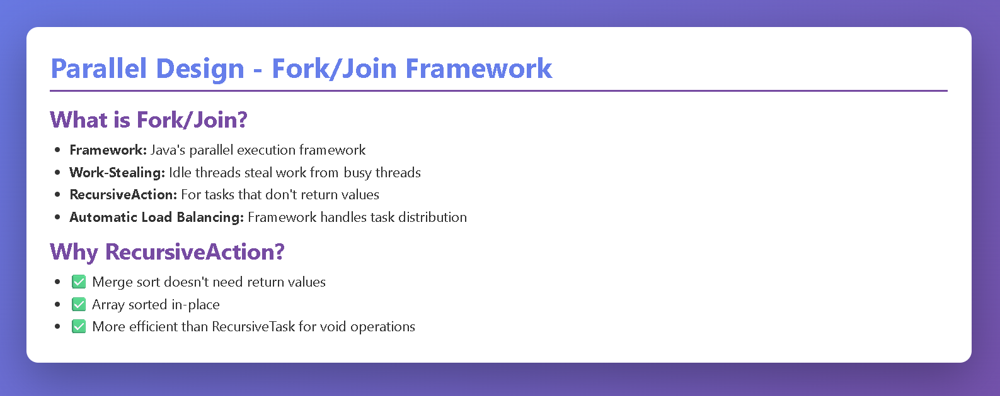 Parallel Design - Fork/Join Framework
What is Fork/Join?
• Framework: Java's parallel execution framework
• Work-Stealing: Idle threads steal work from busy threads
• RecursiveAction: For tasks that don't return values
• Automatic Load Balancing: Framework handles task distribution
Why RecursiveAction?
• ✅ Merge sort doesn't need return values
• ✅ Array sorted in-place
• ✅ More efficient than RecursiveTask for void operations